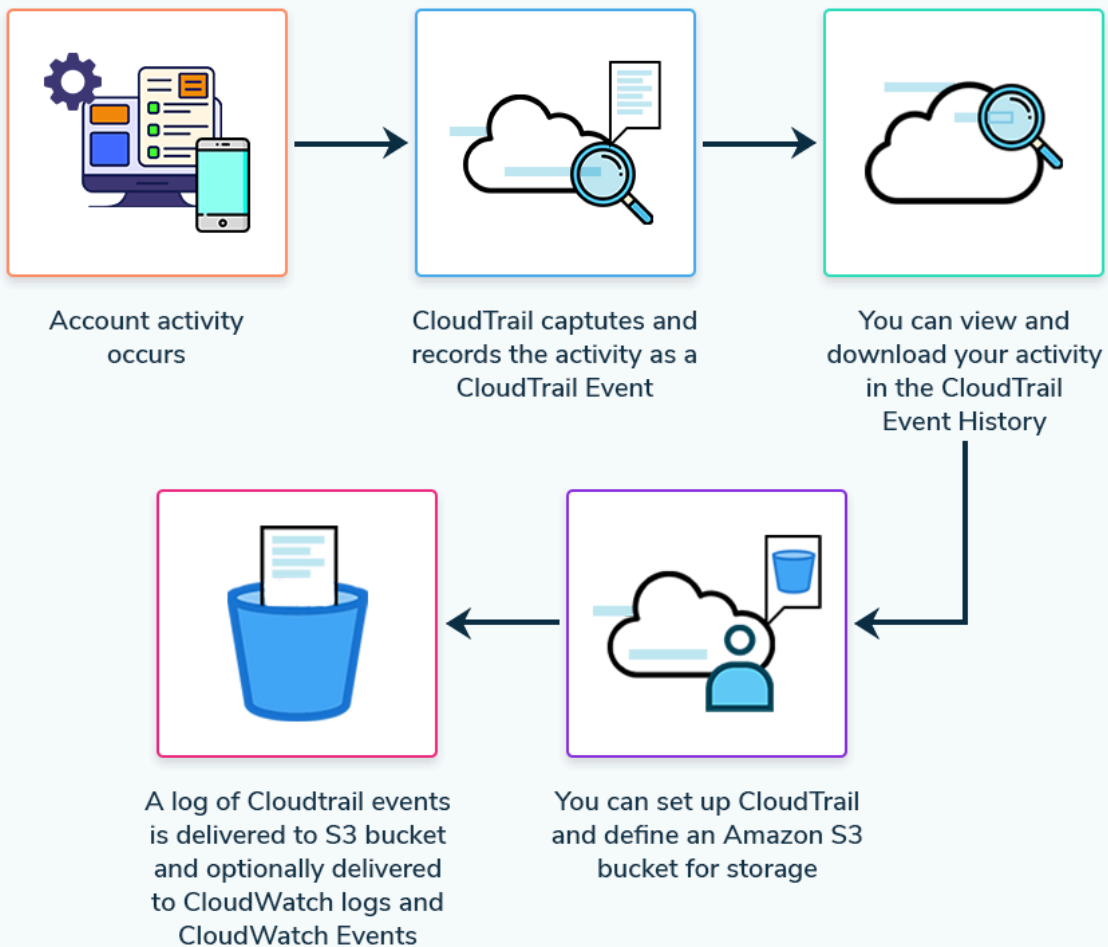 Account activity
occurs
CloudTrail captutes and
records the activity as a
CloudTrail Event
You can view and
download your activity
in the CloudTrail
Event History
You can set up CloudTrail
and define an Amazon S3
bucket for storage
A log of Cloudtrail events
is delivered to S3 bucket
and optionally delivered
to CloudWatch logs and
CloudWatch Events